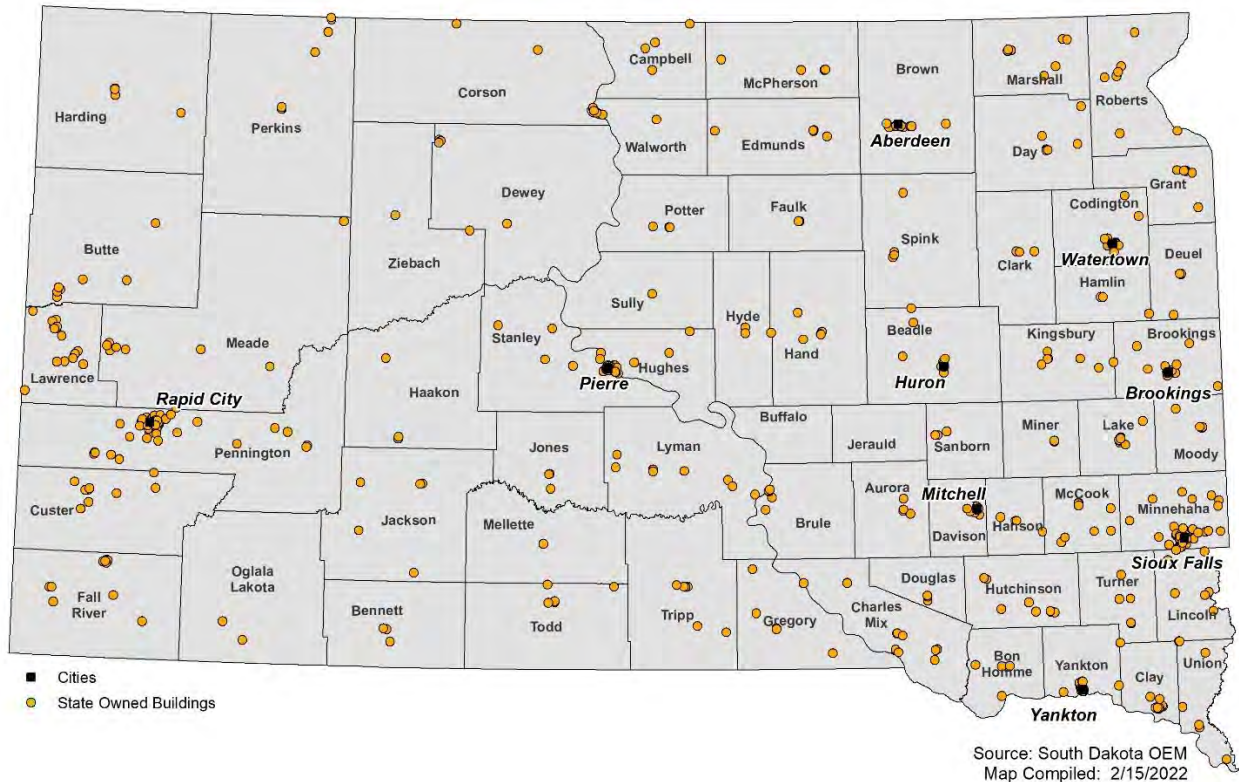 Harding
Perkins
Corson
Campbell
McPherson
Brown
Marshall
Roberts
Walworth
Edmunds
Aberdeen
Day
Grant
Dewey
Butte
Ziebach
Potter
Faulk
Spink
Clark
Codington
Watertown
Hamlin
Deuel
Sully
Meade
Lawrence
Stanley
Hyde
Hand
Beadle
Kingsbury
Brookings
Haakon
Hughes
Pierre
Huron
Brookings
Rapid City
Pennington
Jones
Lyman
Buffalo
Jerauld
Sanborn
Miner
Lake
Moody
Custer
Jackson
Mellette
Brule
Aurora
Mitchell
Davison
Hanson
McCook
Minnehaha
Sioux Falls
Fall
River
Oglala
Lakota
Bennett
Todd
Tripp
Gregory
Charles
Mix
Douglas
Hutchinson
Turner
Lincoln
Bon
Homme
Yankton
Clay
Union
Yankton
Cities
State Owned Buildings
Source: South Dakota OEM
Map Compiled: 2/15/2022